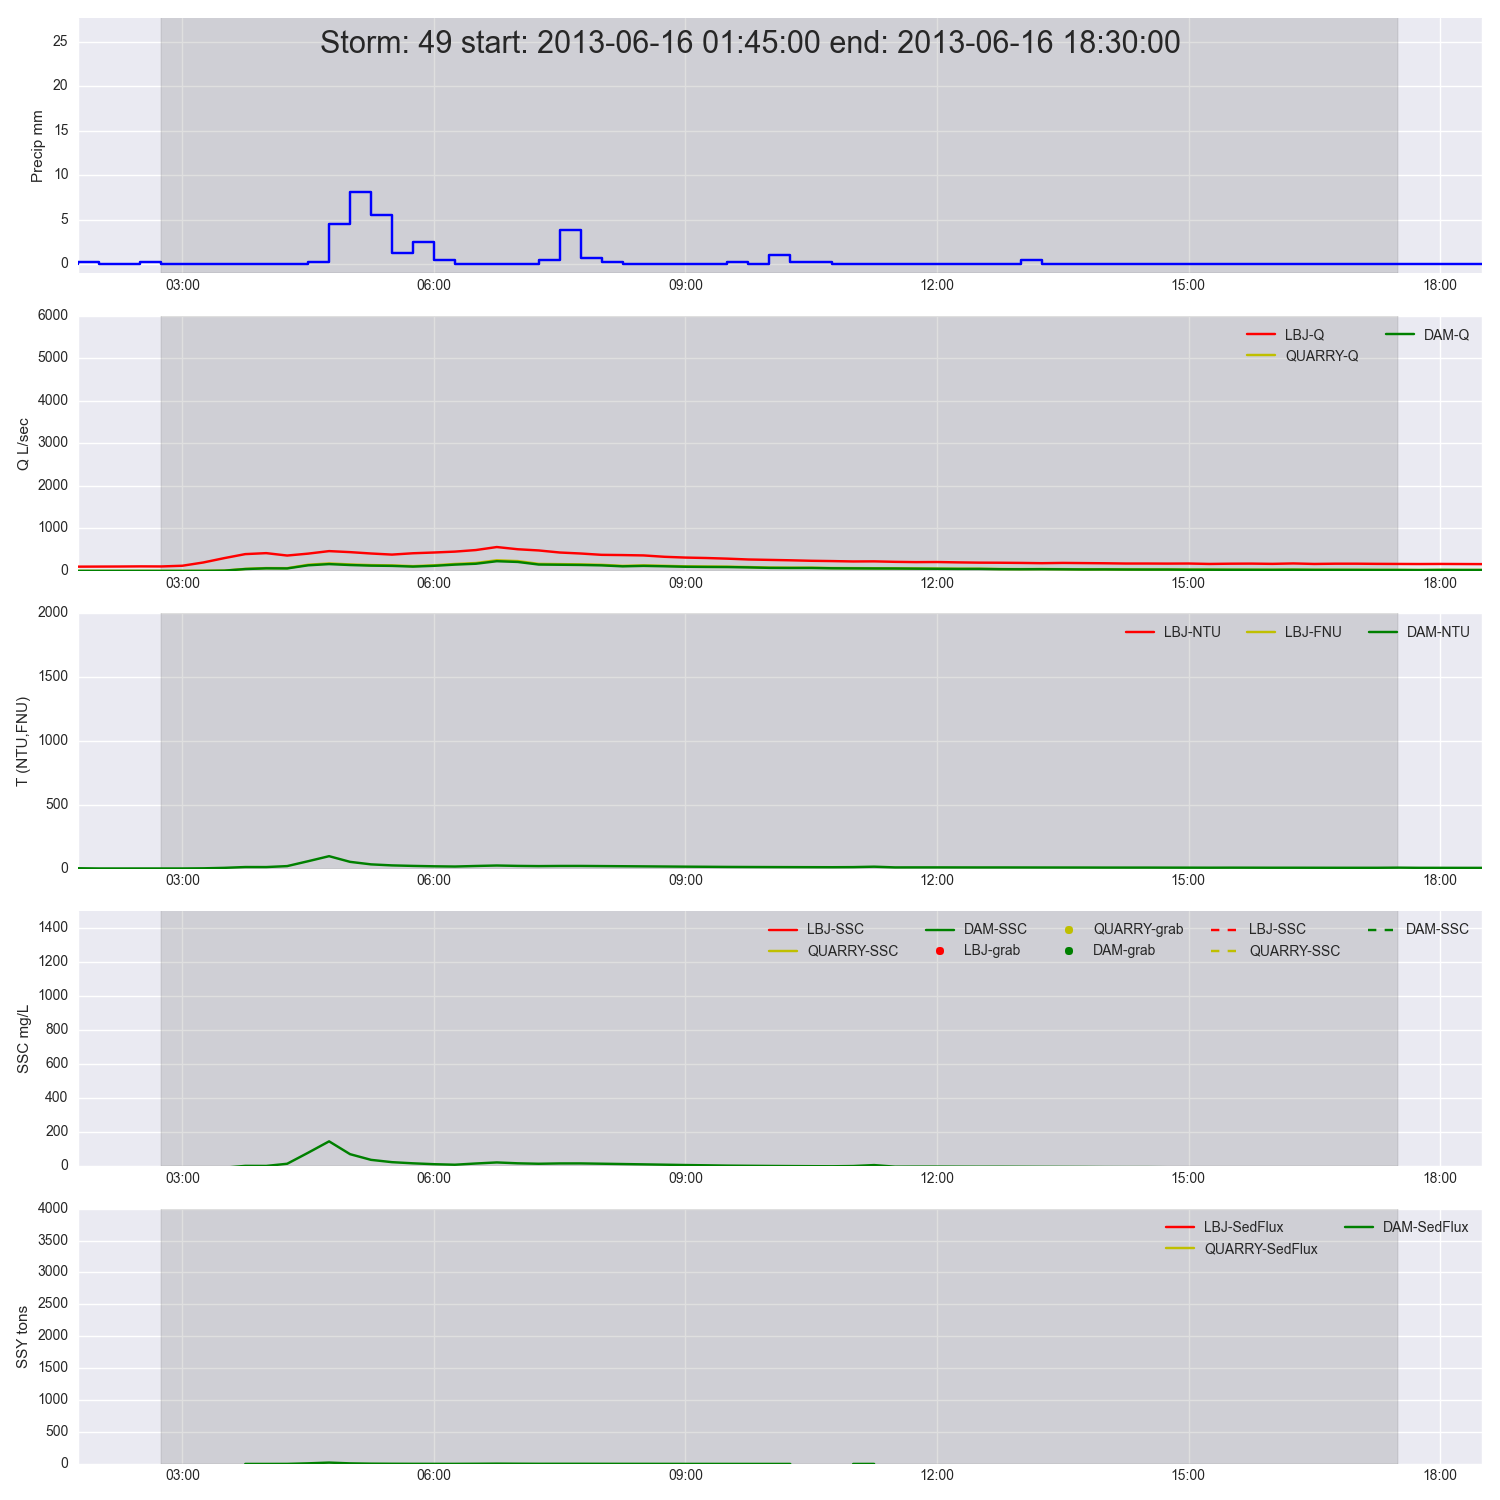 Storm: 49 start: 2013-06-16 01:45:00 end: 2013-06-16 18:30:00
Precip mm
25
20
15
10
5
0
03:00 06:00 09:00 12:00 15:00 18:00
Q L/sec
6000
5000
4000
3000
2000
1000
0
LBJ-Q DAM-Q
QUARRY-Q
03:00 06:00 09:00 12:00 15:00 18:00
T (NTU,FNU)
2000
1500
1000
500
0
LBJ-NTU LBJ-FNU DAM-NTU
03:00 06:00 09:00 12:00 15:00 18:00
SSC mg/L
1400
1200
1000
800
600
400
200
0
LBJ-SSC DAM-SSC QUARRY-grab LBJ-SSC DAM-SSC
QUARRY-SSC LBJ-grab DAM-grab QUARRY-SSC
03:00 06:00 09:00 12:00 15:00 18:00
SSY tons
4000
3500
3000
2500
2000
1500
1000
500
0
LBJ-SedFlux DAM-SedFlux
QUARRY-SedFlux
03:00 06:00 09:00 12:00 15:00 18:00